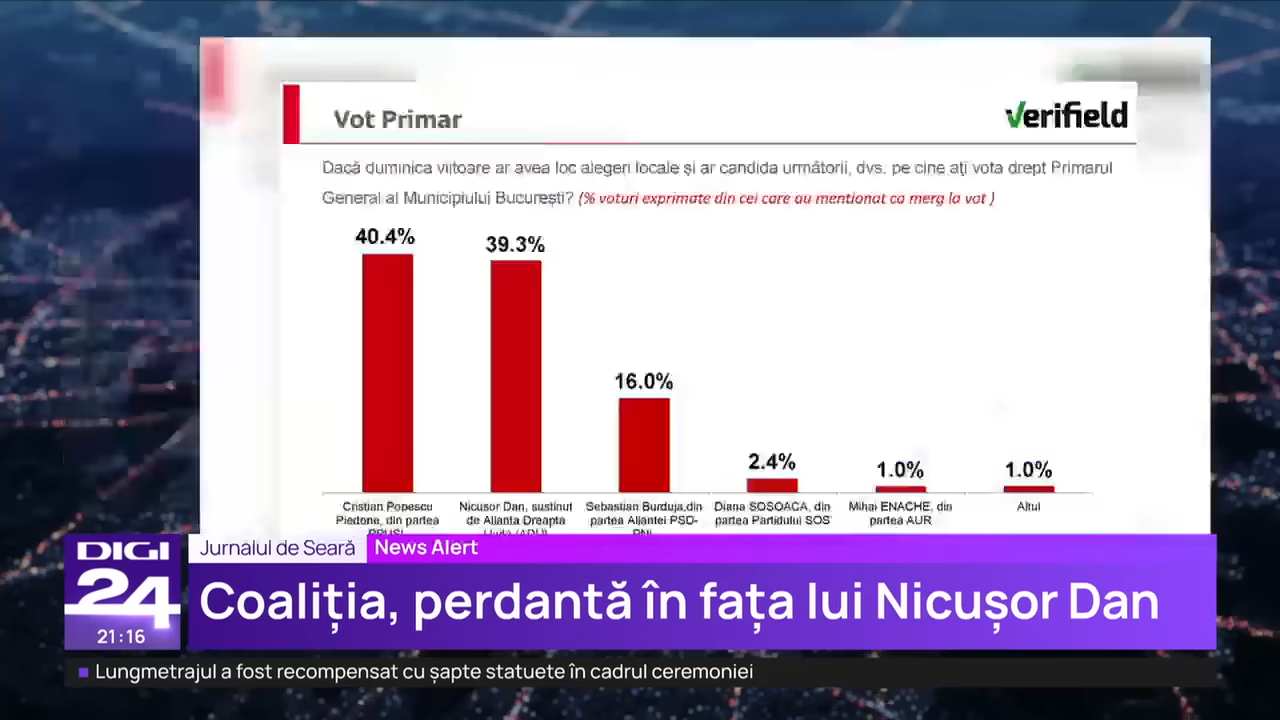 Vot Primar
Verifield
Dacă duminica viitoare ar avea loc alegeri locale și ar candida următorii, dvs. pe cine ați vota drept Primarul
General al Municipiului București? (% voturi exprimate din cei care au mentionat ca merg la vot )
40.4%
39.3%
16.0%
2.4%
1.0%
1.0%
Cristian Popescu
Piedone, din partea
Nicusor Dan, sustinut
de Alianta Dreapta
Sebastian Burduja,din
partea Aliantei PSD-
Diana SOSOACA, din
partea Partidului SOS
Mihai ENACHE, din
partea AUR
Altul
DIGI
24
21:16
Jurnalul de Seară
News Alert
Coaliția, perdantă în fața lui Nicușor Dan
Lungmetrajul a fost recompensat cu șapte statuete în cadrul ceremoniei